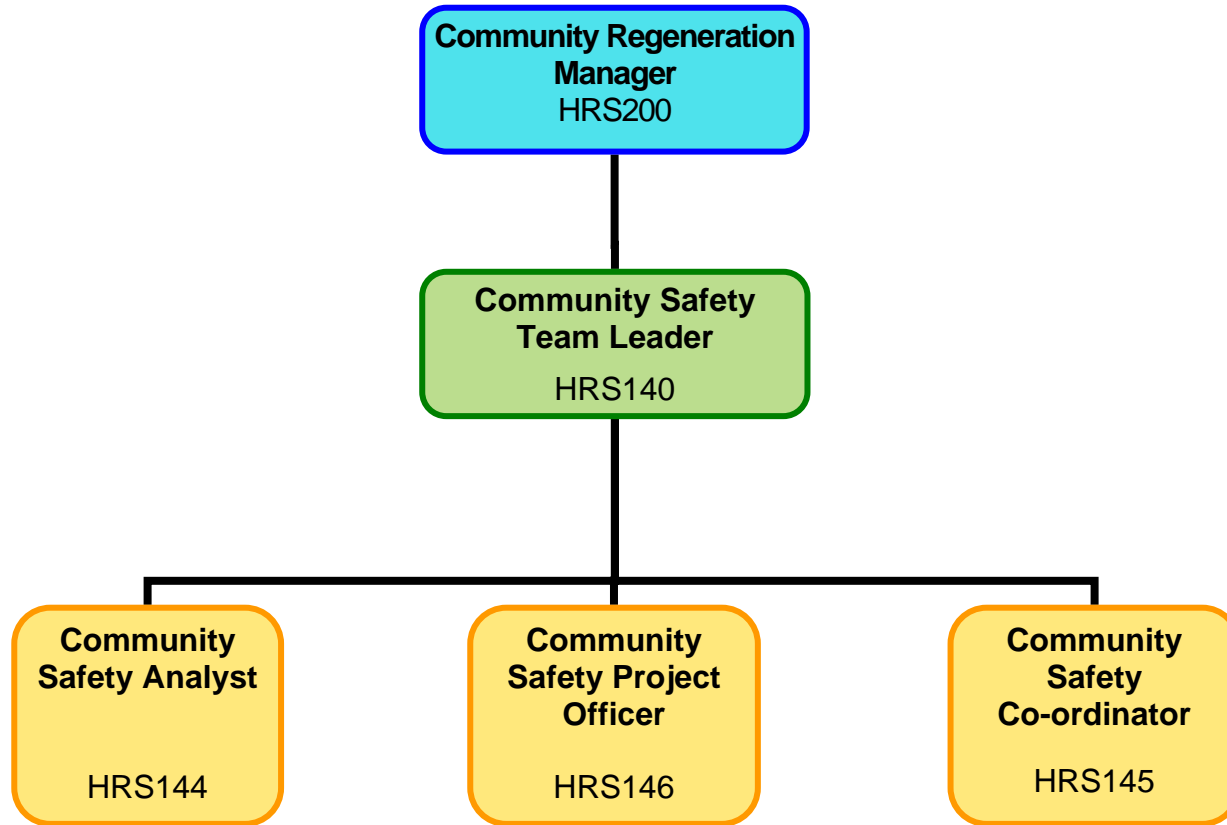 Community Regeneration
Manager
HRS200
Community Safety
Team Leader
HRS140
Community
Safety Analyst
HRS144
Community
Safety Project
Officer
HRS146
Community
Safety
Co-ordinator
HRS145